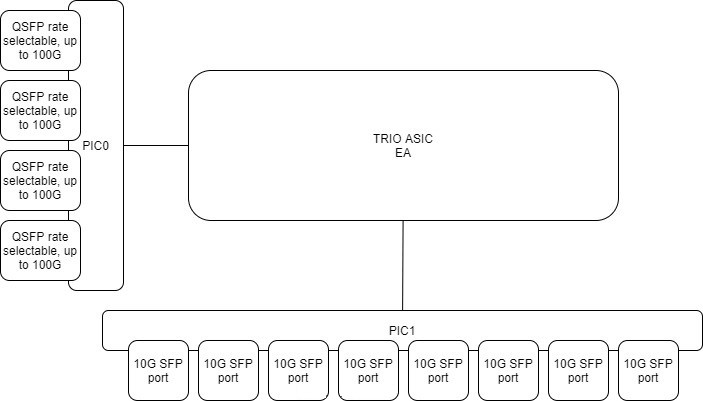 QSFP rate
selectable, up
to 100G
QSFP rate
selectable, up
to 100G
QSFP rate
selectable, up
to 100G
QSFP rate
selectable, up
to 100G
PIC0
TRIO ASIC
EA
PIC1
10G SFP
port
10G SFP
port
10G SFP
port
10G SFP
port
10G SFP
port
10G SFP
port
10G SFP
port
10G SFP
port